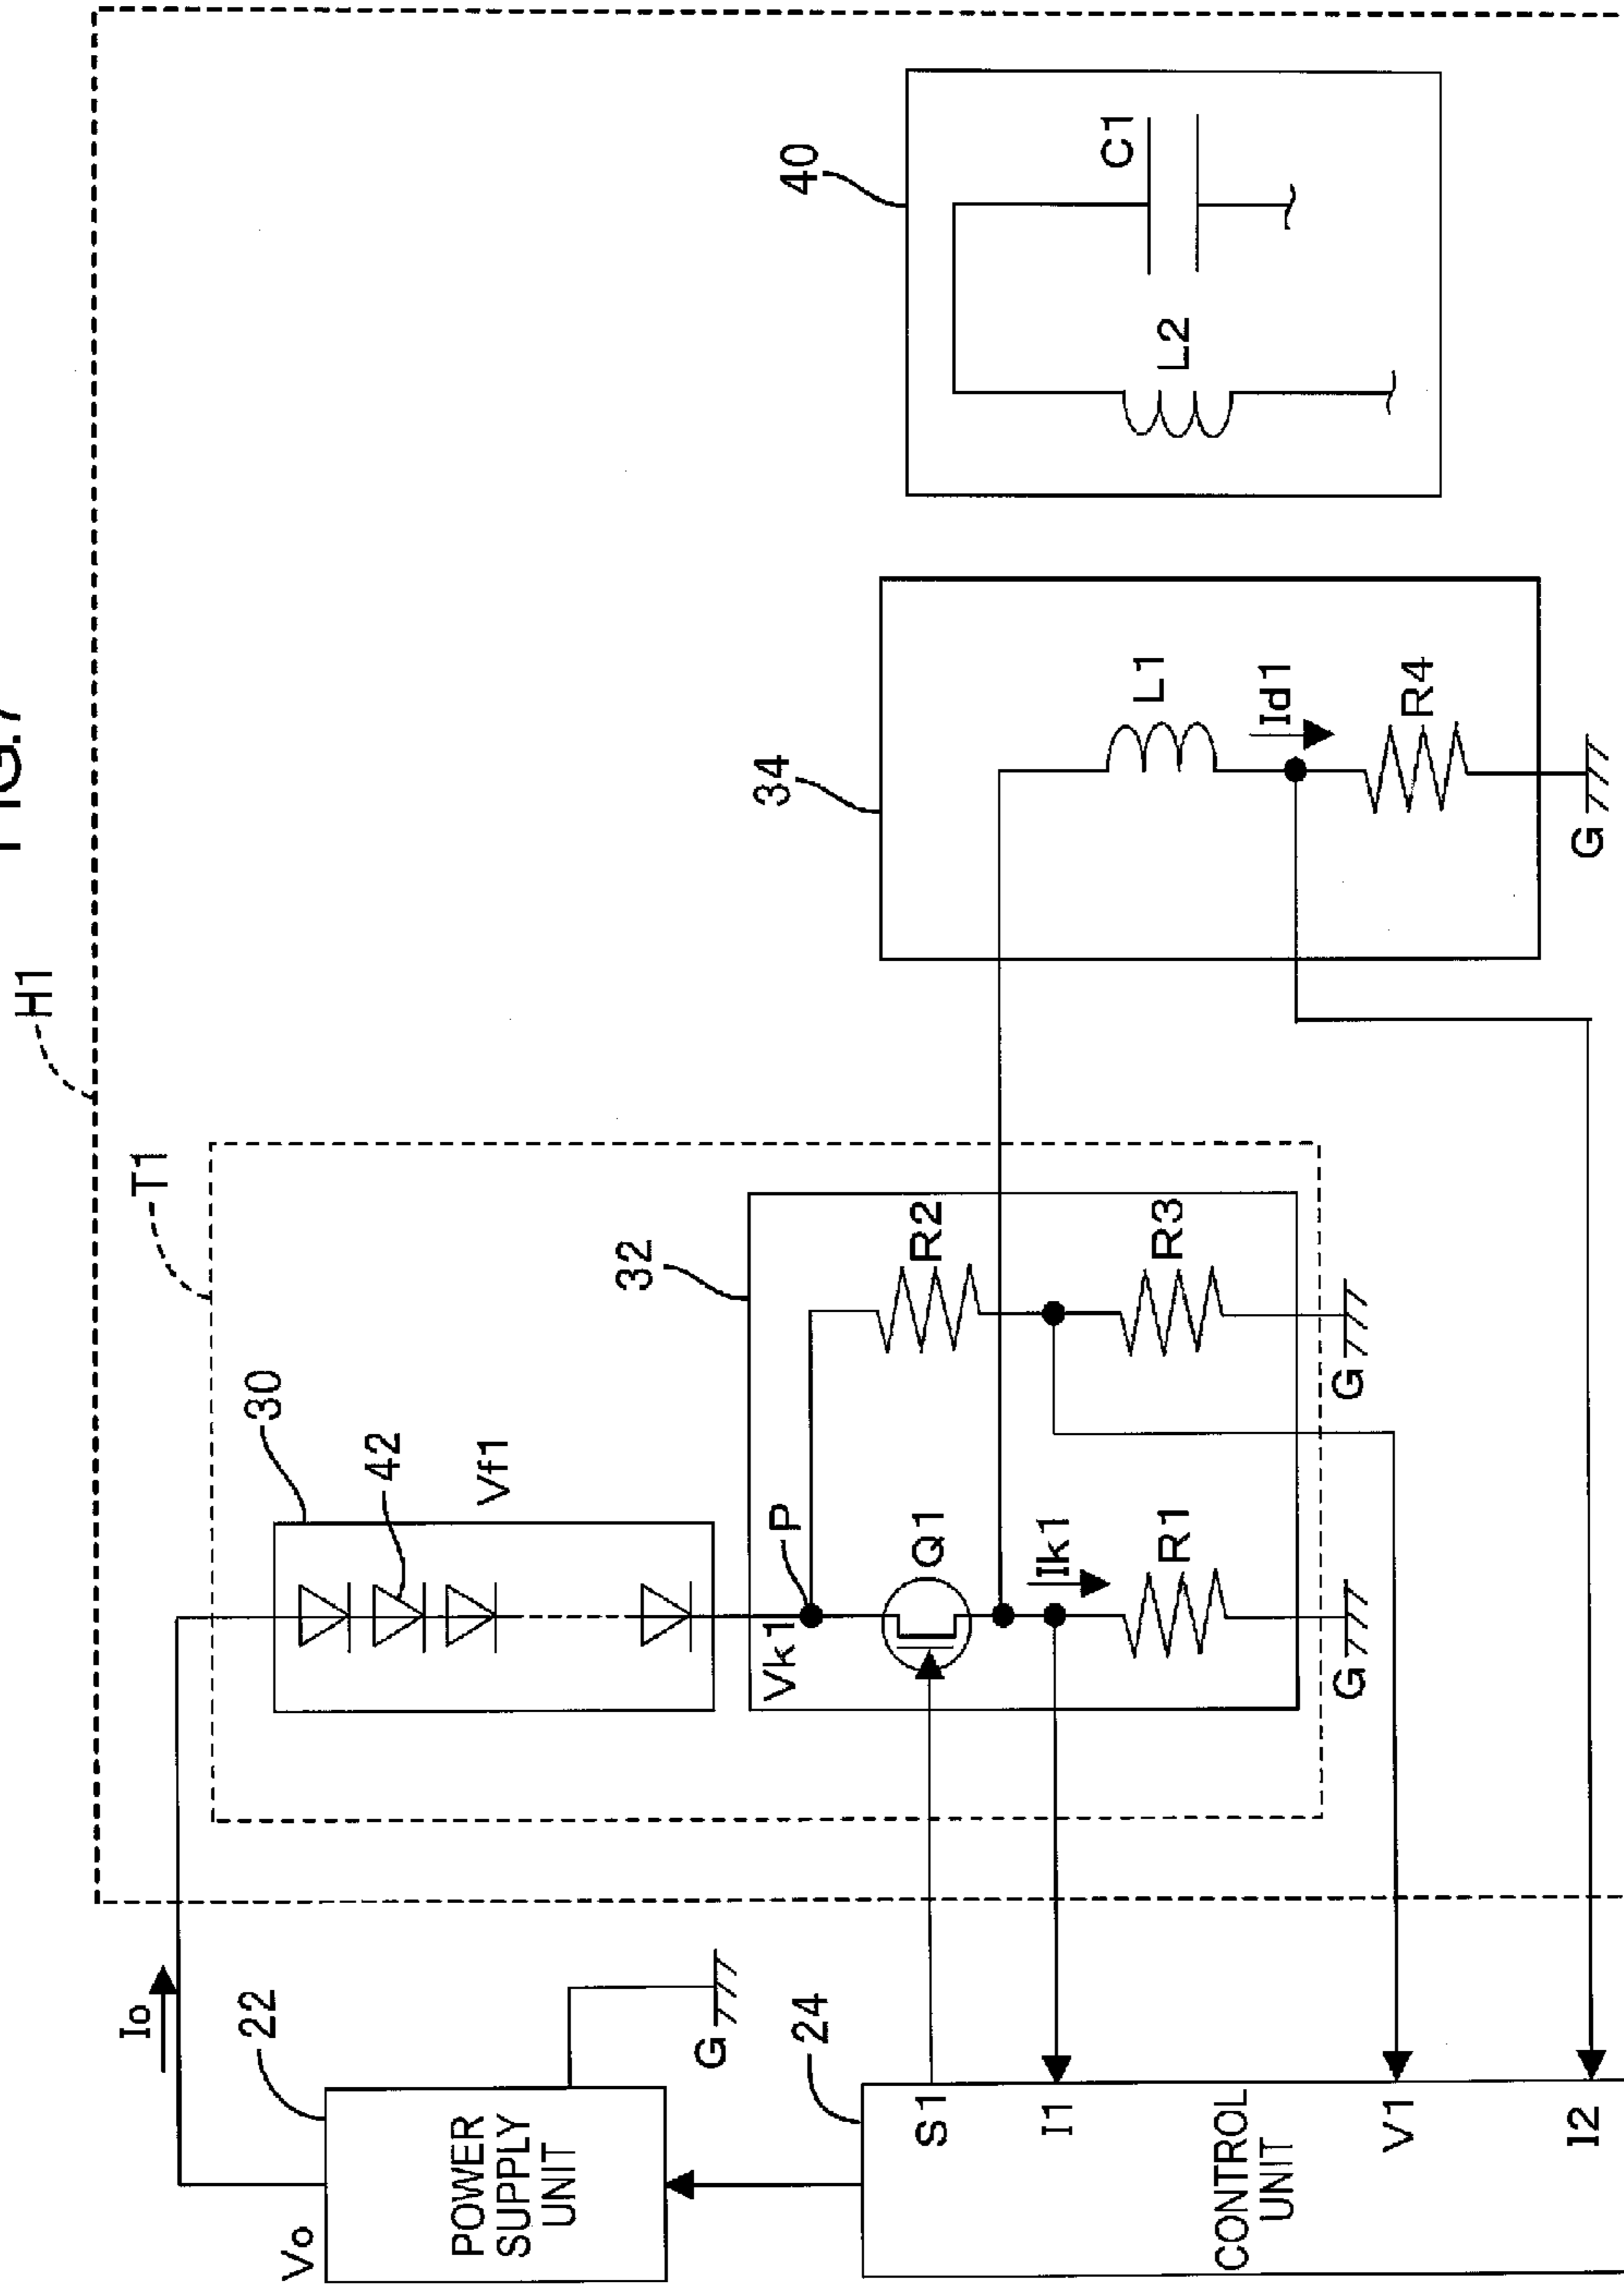 FIG.7
H1
T1
Io
Vo
22
POWER
SUPPLY
UNIT
G
30
42
Vf1
32
P
Vk1
Q1
R2
Ik1
R1
R3
G
G
34
L1
Id1
R4
G
40
C1
L2
24
S1
I1
CONTROL
UNIT
V1
I2